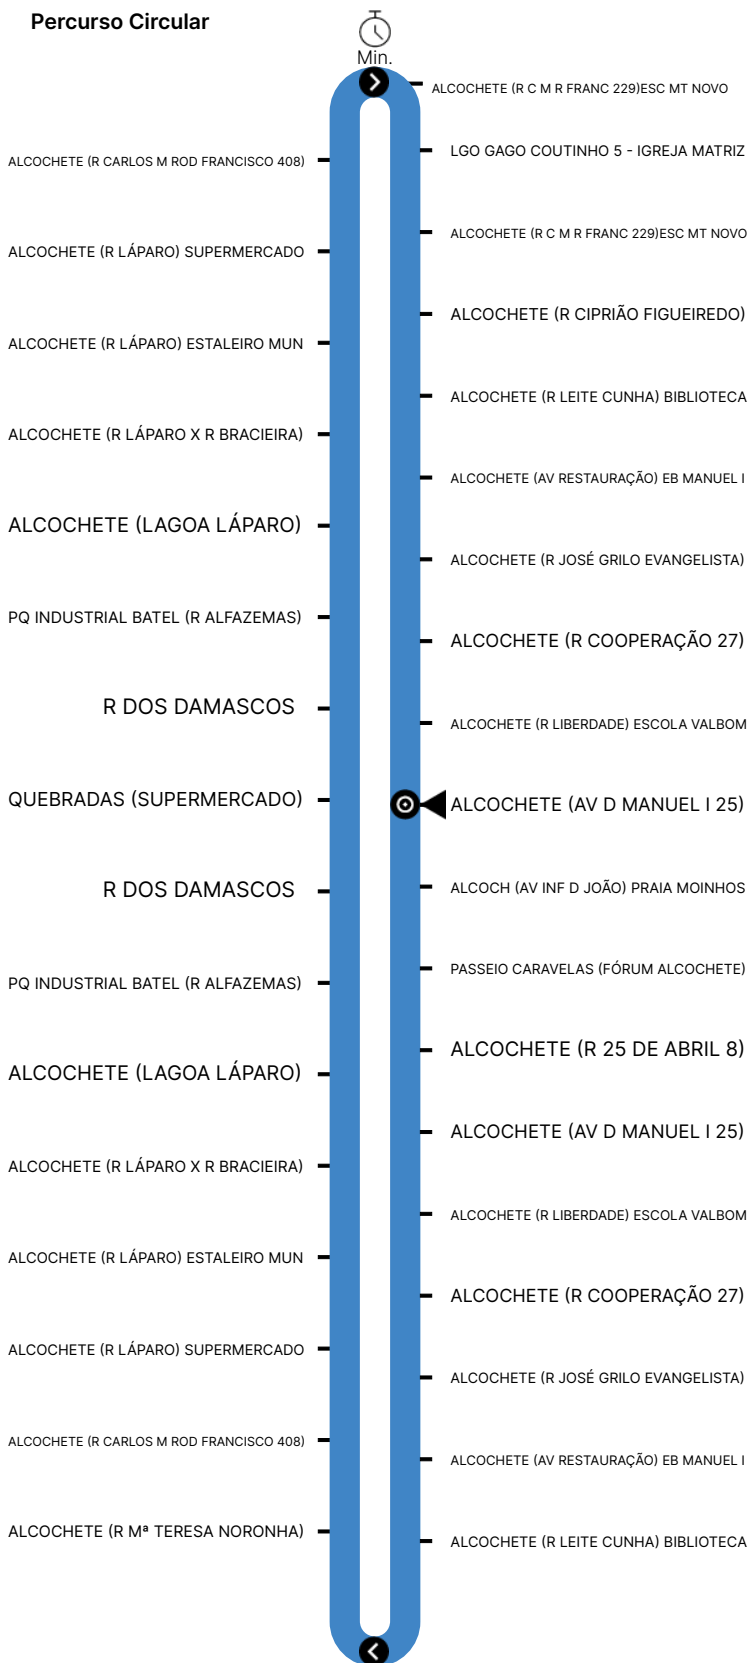 Percurso Circular
Min.
ALCOCHETE (R C M R FRANC 229)ESC MT NOVO
LGO GAGO COUTINHO 5 - IGREJA MATRIZ
ALCOCHETE (R C M R FRANC 229)ESC MT NOVO
ALCOCHETE (R CIPRIÃO FIGUEIREDO)
ALCOCHETE (R LEITE CUNHA) BIBLIOTECA
ALCOCHETE (AV RESTAURAÇÃO) EB MANUEL I
ALCOCHETE (R JOSÉ GRILO EVANGELISTA)
ALCOCHETE (R COOPERAÇÃO 27)
ALCOCHETE (R LIBERDADE) ESCOLA VALBOM
ALCOCHETE (AV D MANUEL I 25)
ALCOCH (AV INF D JOÃO) PRAIA MOINHOS
PASSEIO CARAVELAS (FÓRUM ALCOCHETE)
ALCOCHETE (R 25 DE ABRIL 8)
ALCOCHETE (AV D MANUEL I 25)
ALCOCHETE (R LIBERDADE) ESCOLA VALBOM
ALCOCHETE (R COOPERAÇÃO 27)
ALCOCHETE (R JOSÉ GRILO EVANGELISTA)
ALCOCHETE (AV RESTAURAÇÃO) EB MANUEL I
ALCOCHETE (R LEITE CUNHA) BIBLIOTECA
ALCOCHETE (R CARLOS M ROD FRANCISCO 408)
ALCOCHETE (R LÁPARO) SUPERMERCADO
ALCOCHETE (R LÁPARO) ESTALEIRO MUN
ALCOCHETE (R LÁPARO X R BRACIEIRA)
ALCOCHETE (LAGOA LÁPARO)
PQ INDUSTRIAL BATEL (R ALFAZEMAS)
R DOS DAMASCOS
QUEBRADAS (SUPERMERCADO)
R DOS DAMASCOS
PQ INDUSTRIAL BATEL (R ALFAZEMAS)
ALCOCHETE (LAGOA LÁPARO)
ALCOCHETE (R LÁPARO X R BRACIEIRA)
ALCOCHETE (R LÁPARO) ESTALEIRO MUN
ALCOCHETE (R LÁPARO) SUPERMERCADO
ALCOCHETE (R CARLOS M ROD FRANCISCO 408)
ALCOCHETE (R Mª TERESA NORONHA)